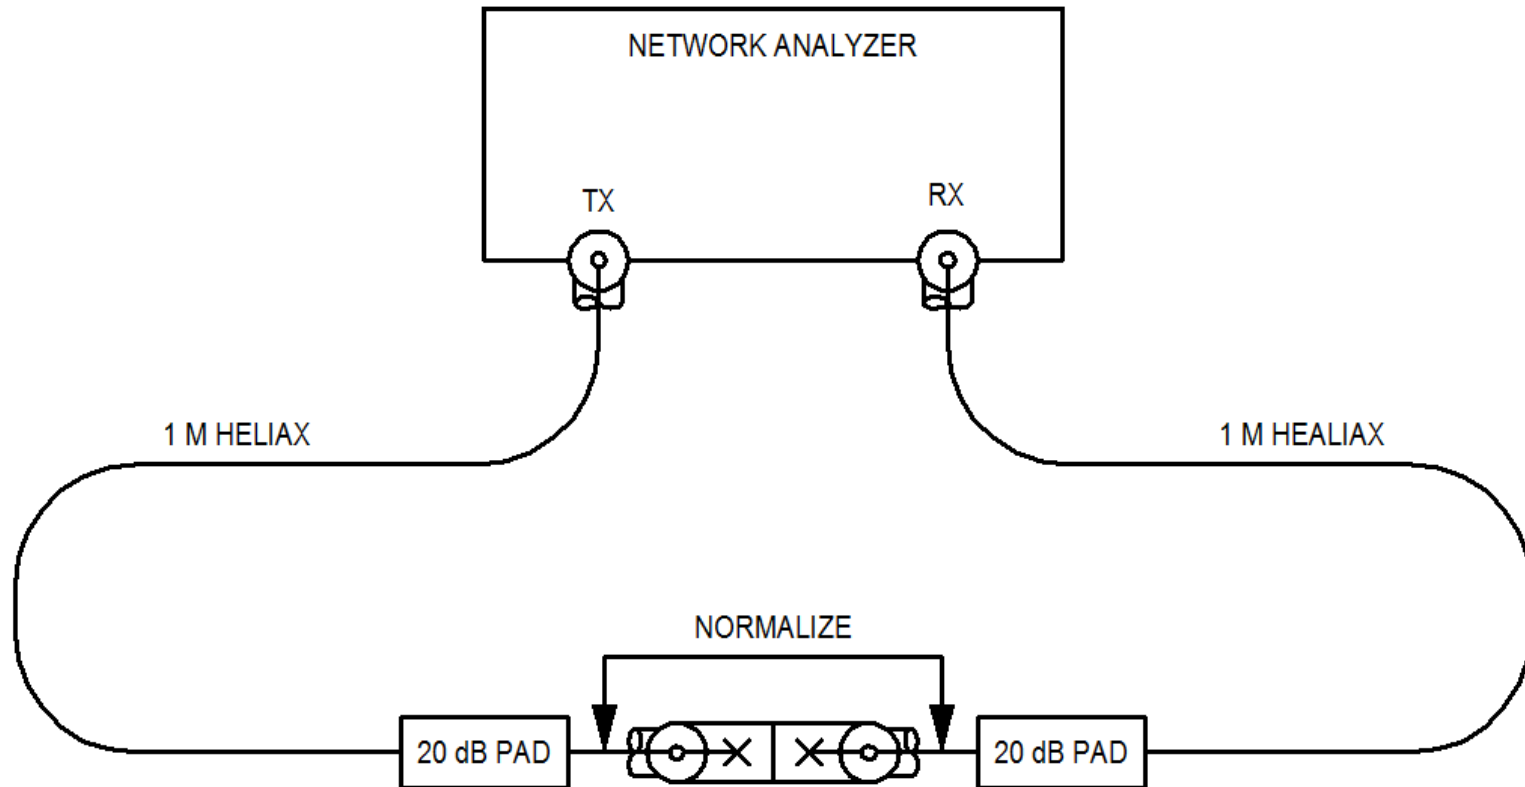 NETWORK ANALYZER
TX
RX
1 M HELIAX
1 M HEALIAX
NORMALIZE
20 dB PAD
20 dB PAD